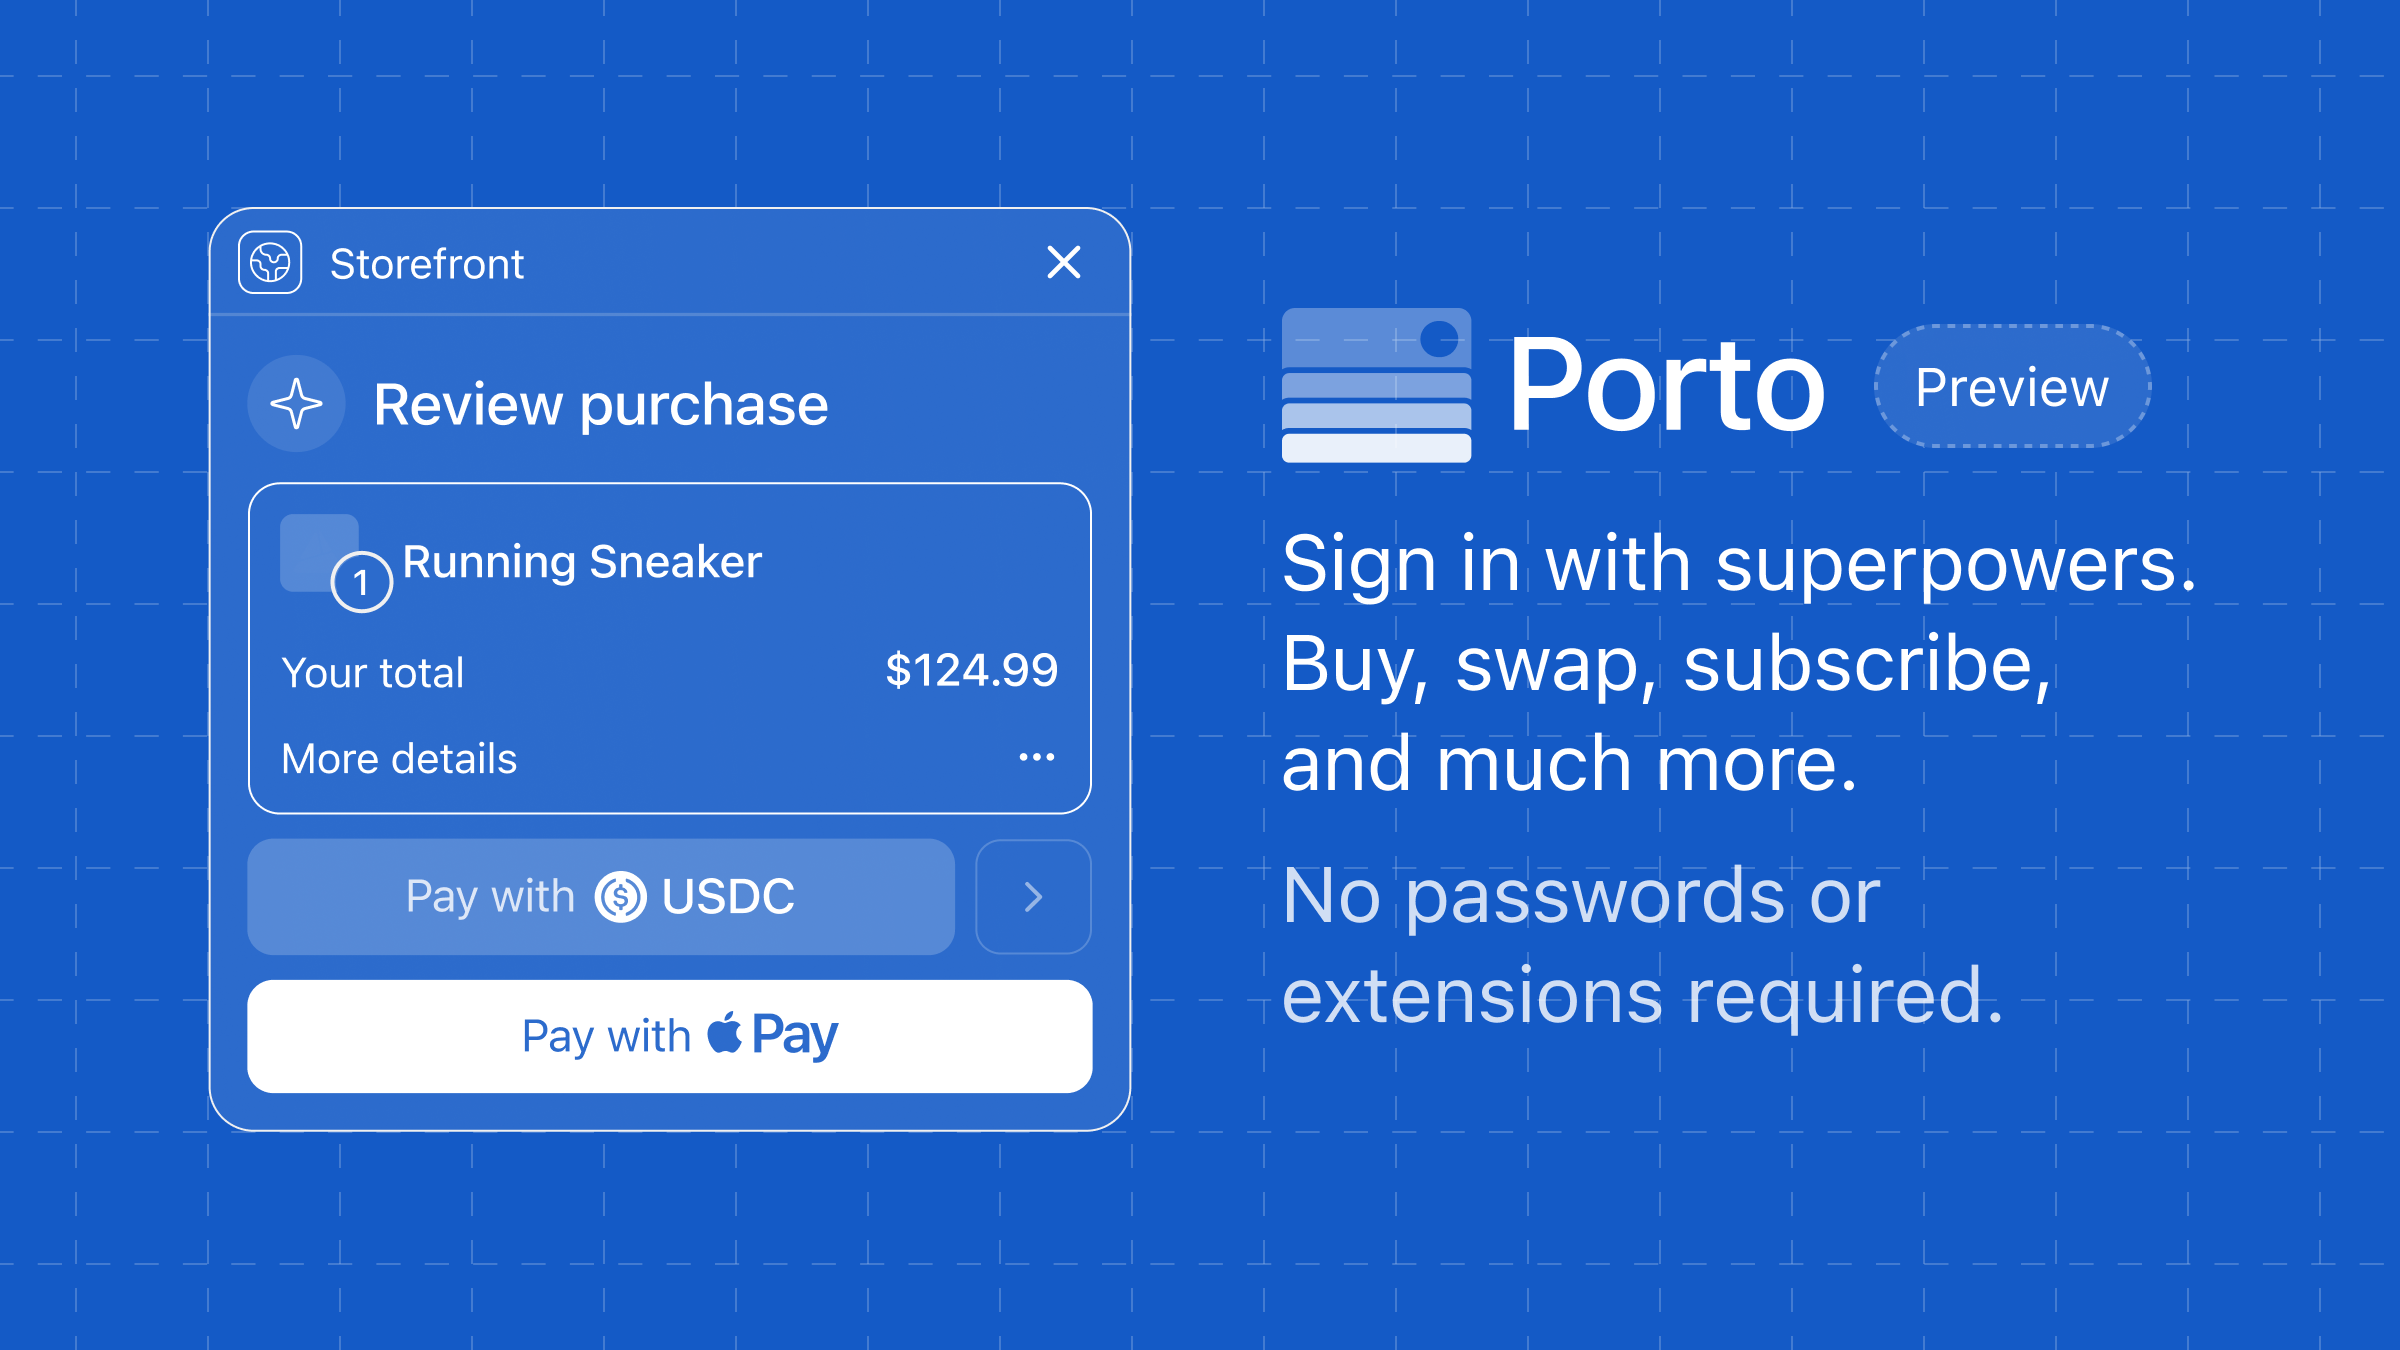 Storefront
Review purchase
1
Running Sneaker
Your total $124.99
More details
Pay with $ USDC
Pay with Pay
Porto Preview
Sign in with superpowers.
Buy, swap, subscribe,
and much more.
No passwords or
extensions required.